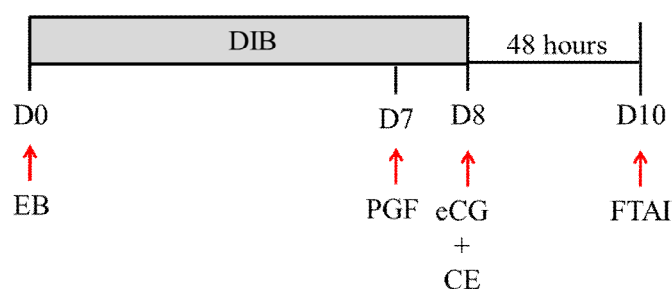 DIB
48 hours
D0
D7
D8
D10
EB
PGF
eCG
FTAI
+
CE